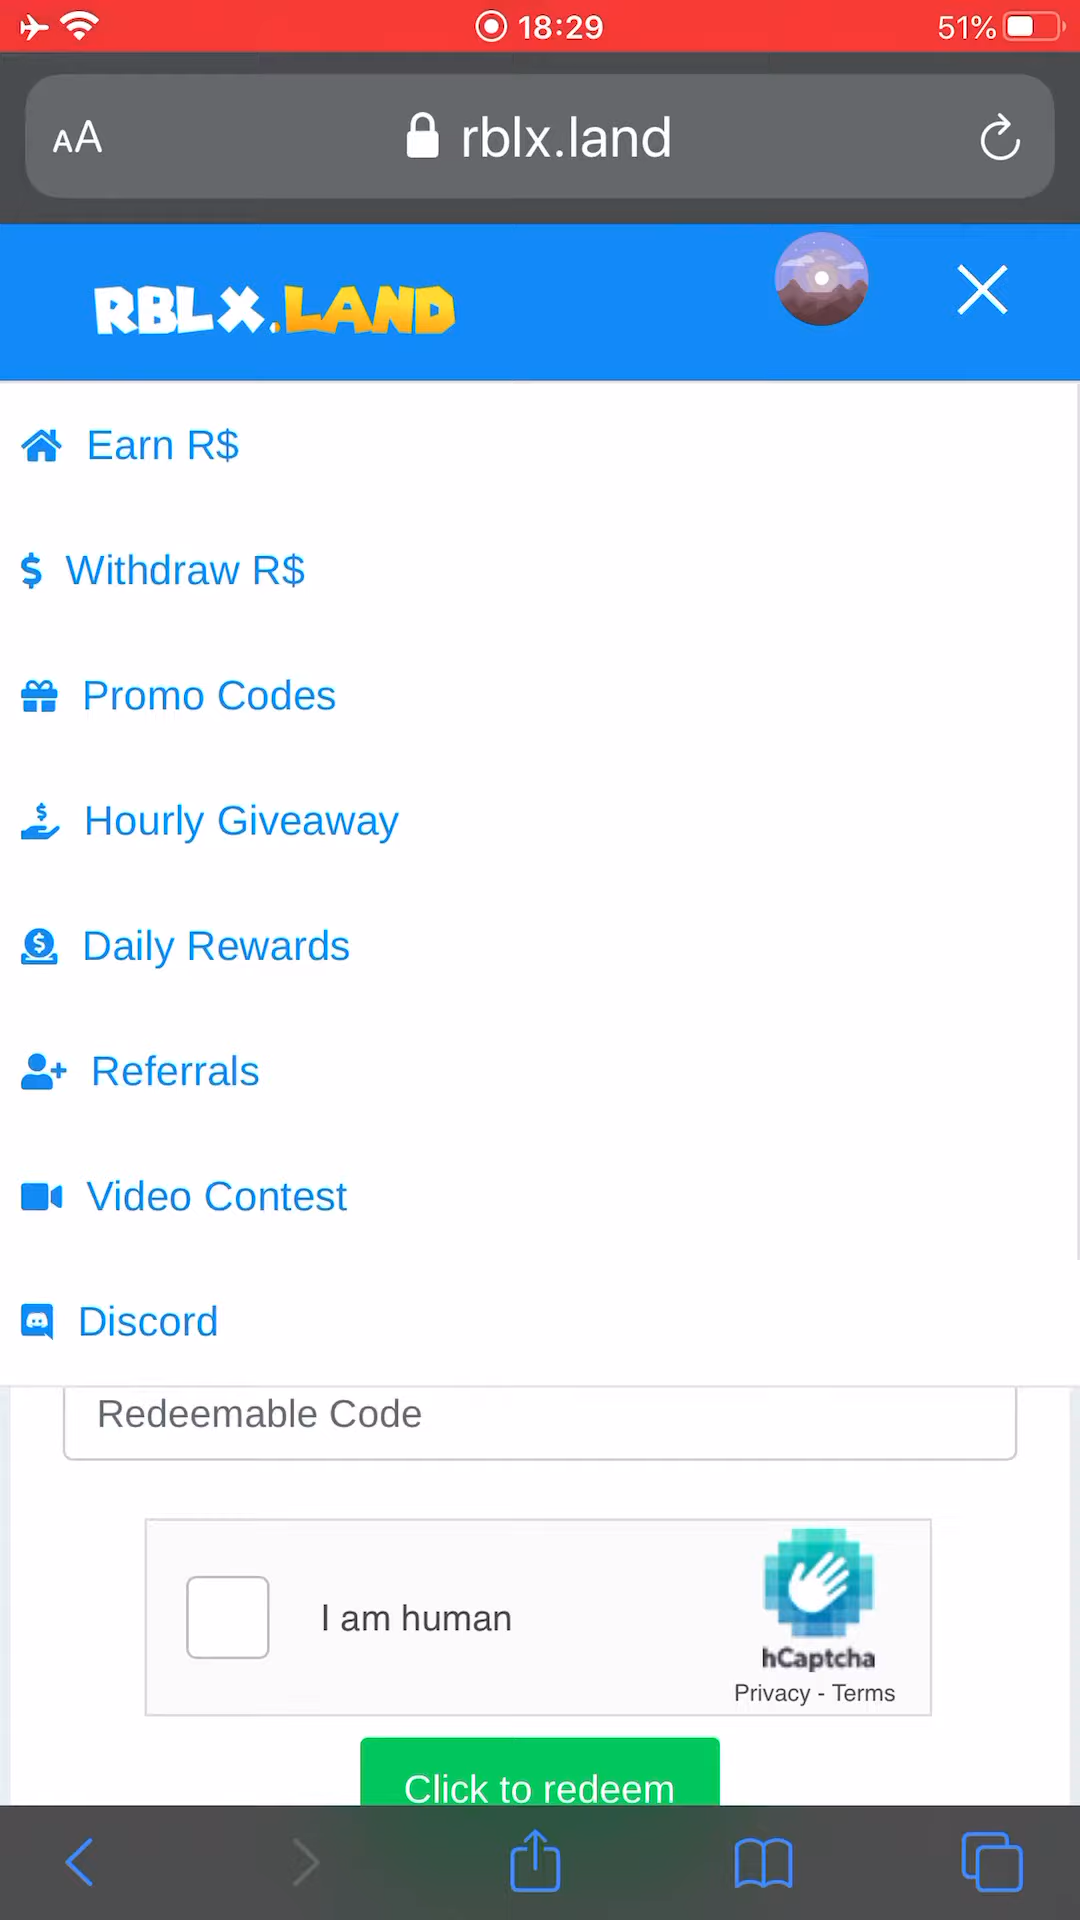 18:29
51%
AA
rblx.land
RBLX.LAND
Earn R$
Withdraw R$
Promo Codes
Hourly Giveaway
Daily Rewards
Referrals
Video Contest
Discord
Redeemable Code
I am human
hCaptcha
Privacy - Terms
Click to redeem